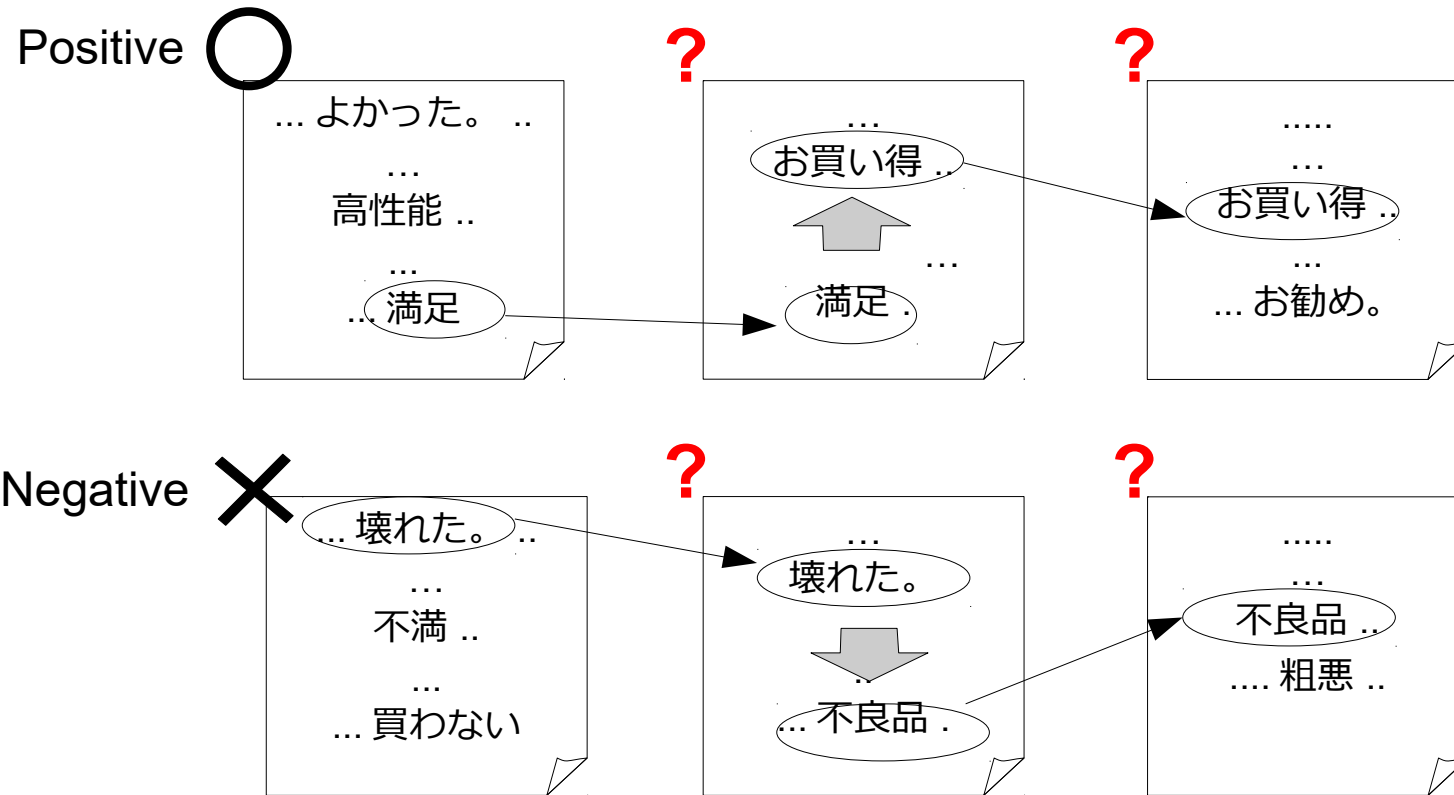 Positive
?
?
... よかった。 ..
...
高性能 ..
...
... 満足
...
お買い得 ..
...
満足 .
.....
...
お買い得 ..
...
... お勧め。
Negative
?
?
... 壊れた。 ..
...
不満 ..
...
... 買わない
...
壊れた。
..
... 不良品 .
.....
...
不良品 ..
.... 粗悪 ..